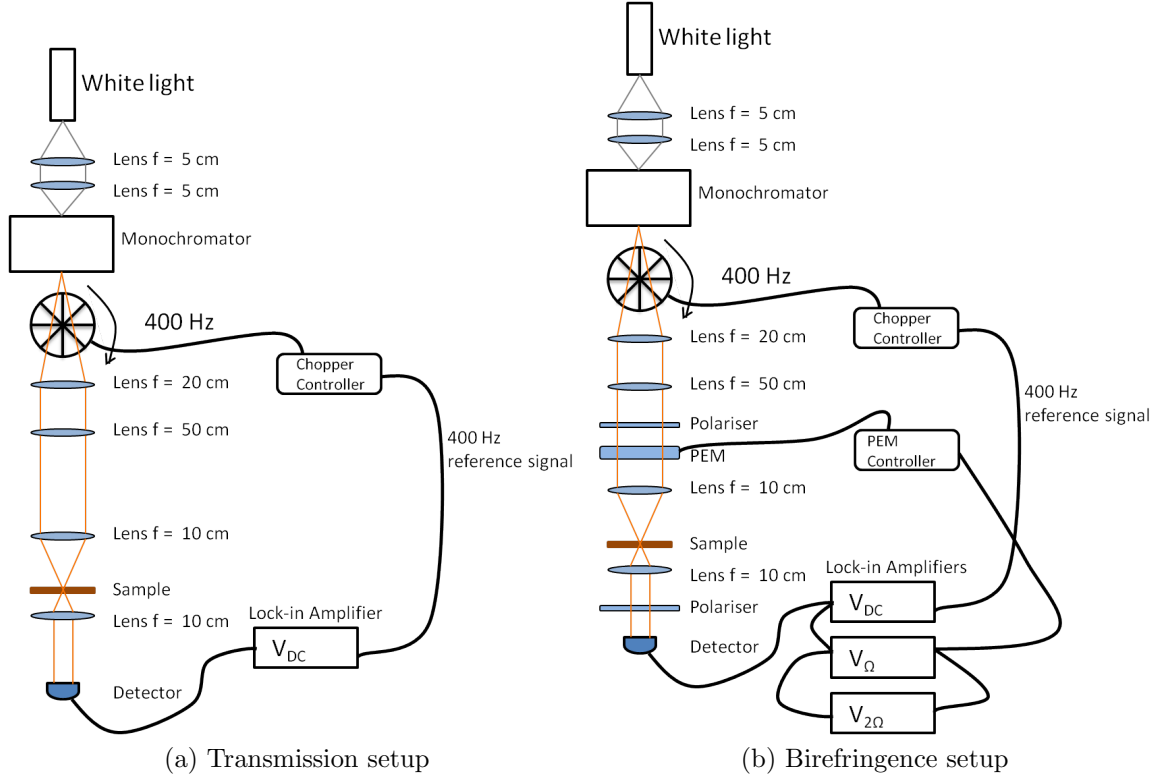 White light
Lens f = 5 cm
Lens f = 5 cm
Monochromator
400 Hz
Chopper
Controller
Lens f = 20 cm
Lens f = 50 cm
400 Hz
reference signal
Lens f = 10 cm
Sample
Lens f = 10 cm
Lock-in Amplifier
V_DC
Detector
(a) Transmission setup
White light
Lens f = 5 cm
Lens f = 5 cm
Monochromator
400 Hz
Chopper
Controller
Lens f = 20 cm
Lens f = 50 cm
400 Hz
reference signal
Polariser
PEM
PEM
Controller
Lens f = 10 cm
Sample
Lens f = 10 cm
Lock-in Amplifiers
V_DC
Polariser
Detector
V_Ω
V_2Ω
(b) Birefringence setup